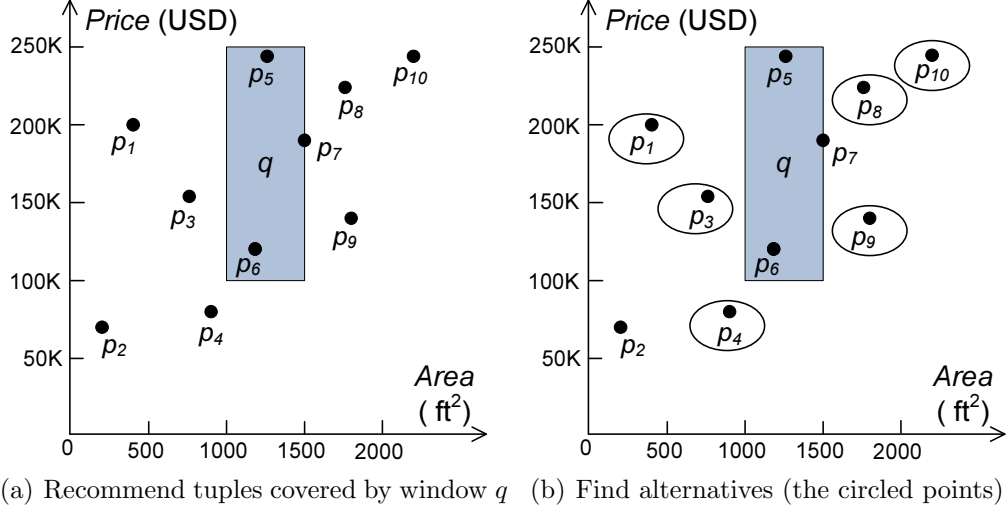 Price (USD)
250K
200K
150K
100K
50K
0
500
1000
1500
2000
Area
( ft²)
p₁
p₂
p₃
p₄
p₅
p₆
p₇
p₈
p₉
p₁₀
q
(a) Recommend tuples covered by window q
Price (USD)
250K
200K
150K
100K
50K
0
500
1000
1500
2000
Area
( ft²)
p₁
p₂
p₃
p₄
p₅
p₆
p₇
p₈
p₉
p₁₀
q
(b) Find alternatives (the circled points)